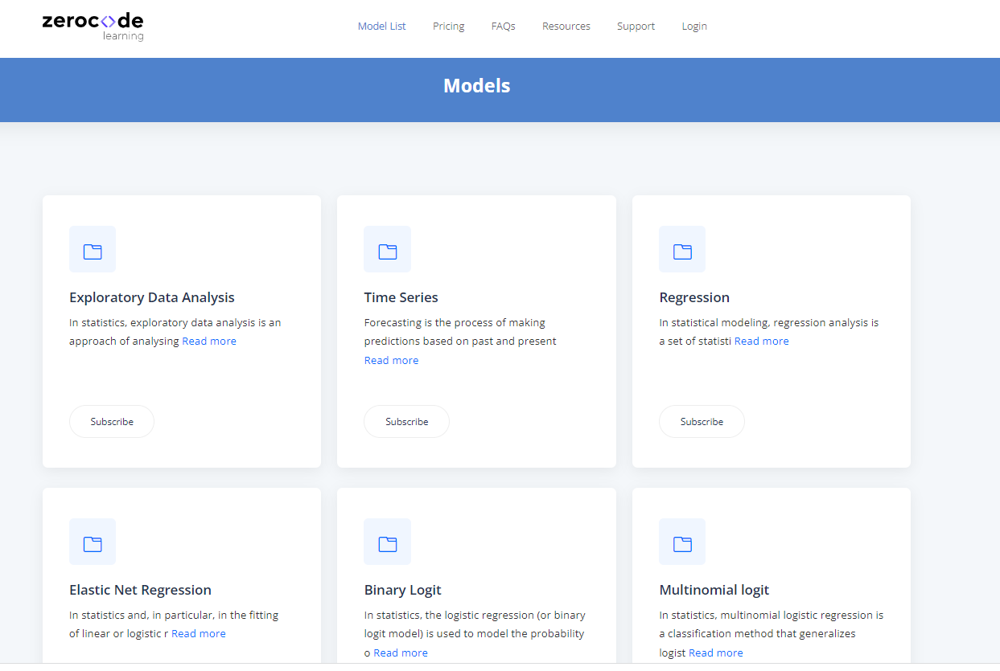 zerocode
learning
Model List
Pricing
FAQs
Resources
Support
Login
Models
Exploratory Data Analysis
In statistics, exploratory data analysis is an
approach of analysing Read more
Subscribe
Time Series
Forecasting is the process of making
predictions based on past and present
Read more
Subscribe
Regression
In statistical modeling, regression analysis is
a set of statisti Read more
Subscribe
Elastic Net Regression
In statistics and, in particular, in the fitting
of linear or logistic r Read more
Binary Logit
In statistics, the logistic regression (or binary
logit model) is used to model the probability
o Read more
Multinomial logit
In statistics, multinomial logistic regression is
a classification method that generalizes
logist Read more